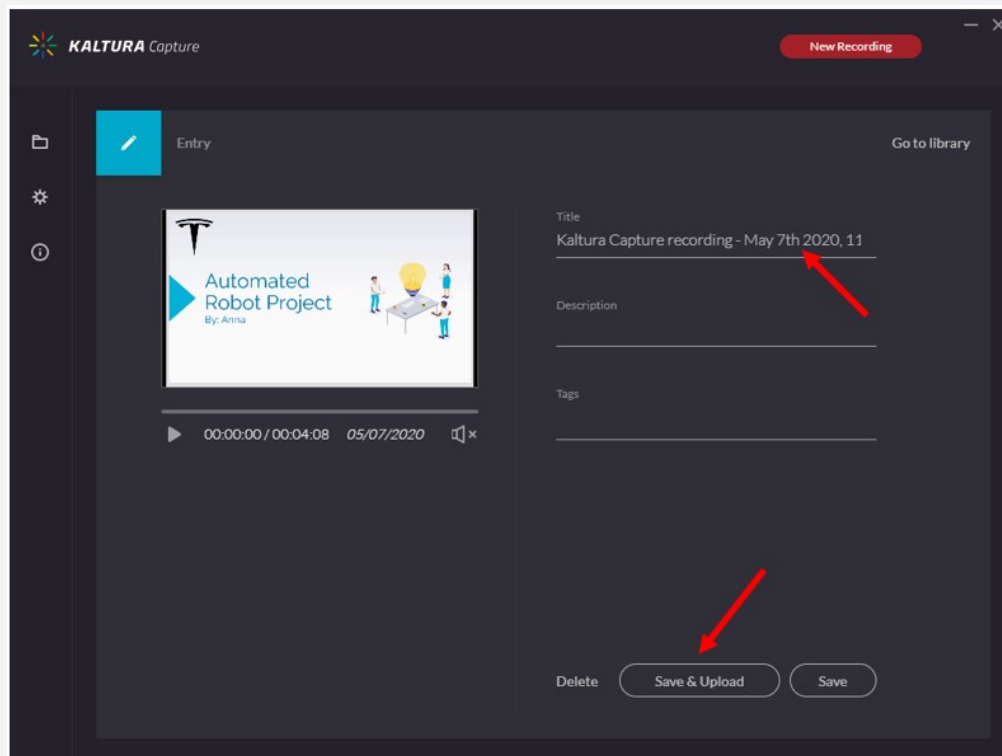 KALTURA Capture
New Recording
Entry
Go to library
Automated
Robot Project
By: Anna
00:00:00 / 00:04:08 05/07/2020
Title
Kaltura Capture recording - May 7th 2020, 11
Description
Tags
Delete Save & Upload Save